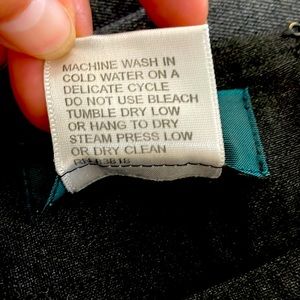 MACHINE WASH IN
COLD WATER ON A
DELICATE CYCLE
DO NOT USE BLEACH
TUMBLE DRY LOW
OR HANG TO DRY
STEAM PRESS LOW
OR DRY CLEAN